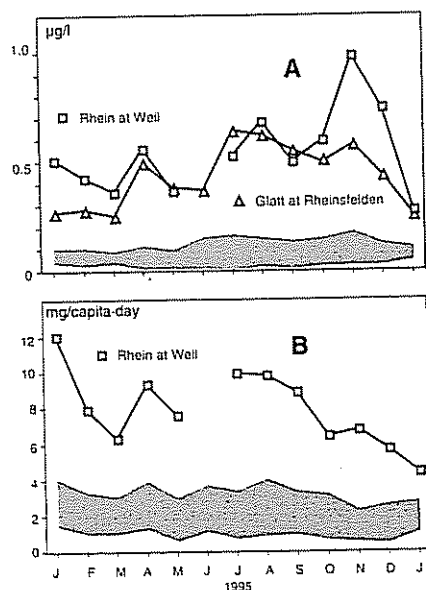 µg/l
1.0
A
Rhein at Weil
0.5
Glatt at Rheinsfelden
0
mg/capita-day
12
Rhein at Weil
B
10
8
6
4
2
0
J F M A M J J A S O N D J
1995